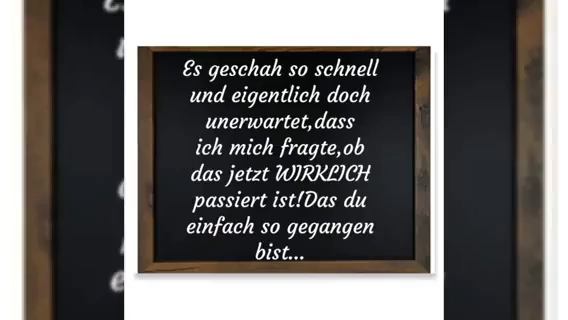 Es geschah so schnell
und eigentlich doch
unerwartet,dass
ich mich fragte,ob
das jetzt WIRKLICH
passiert ist!Das du
einfach so gegangen
bist...